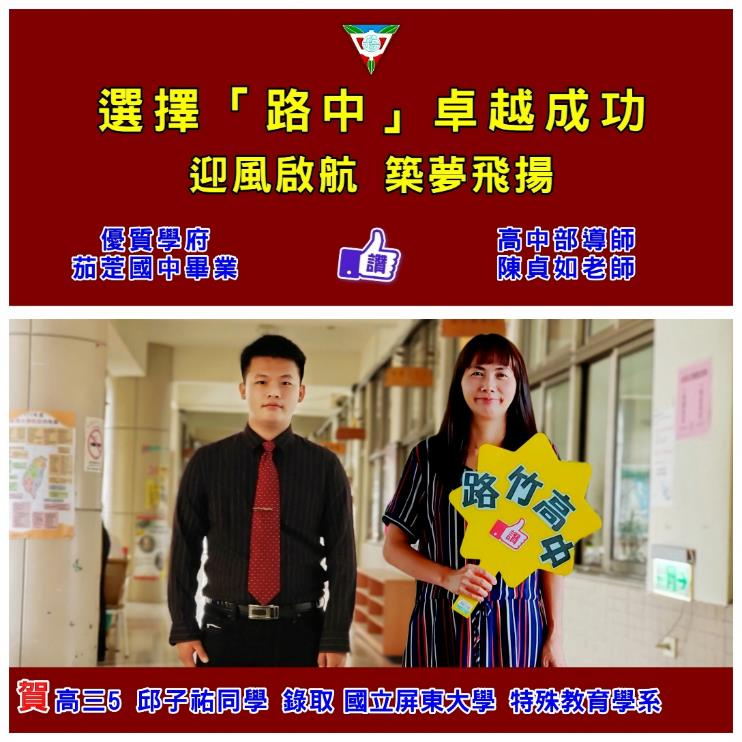 選擇「路中」卓越成功
迎風啟航 築夢飛揚
優質學府
茄萣國中畢業
讚
高中部導師
陳貞如老師
路竹高中
讚
賀 高三5 邱子祐同學 錄取 國立屏東大學 特殊教育學系